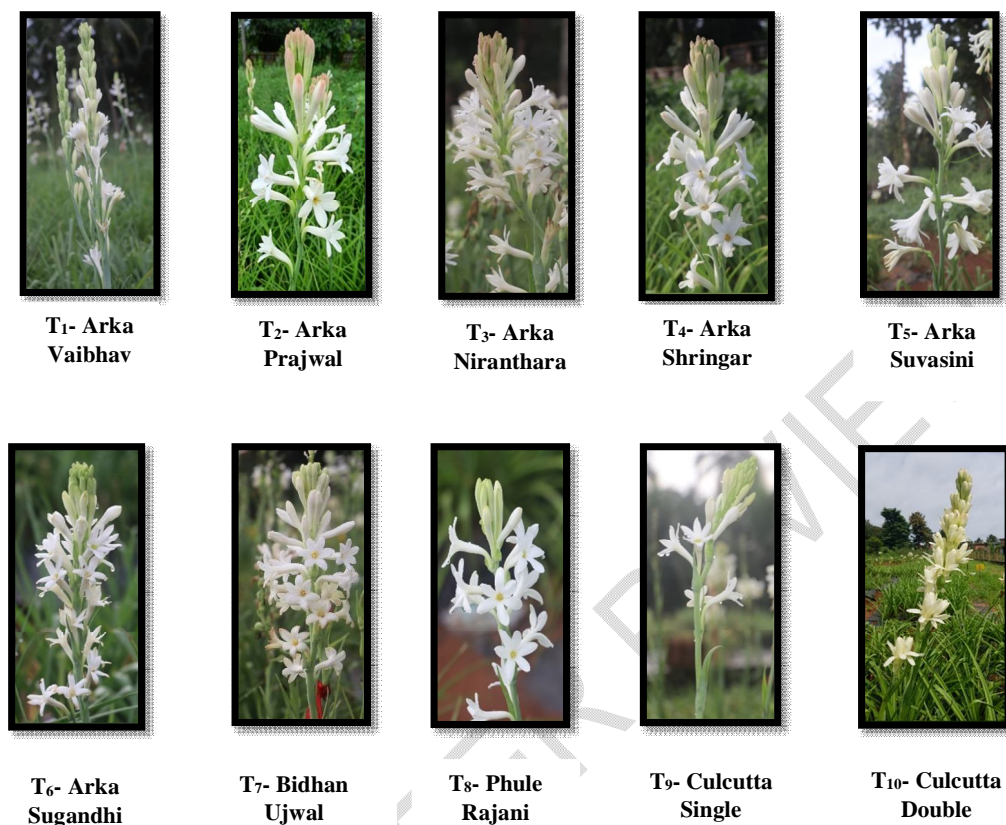 T1- Arka
Vaibhav
T2- Arka
Prajwal
T3- Arka
Niranthara
T4- Arka
Shringar
T5- Arka
Suvasini
T6- Arka
Sugandhi
T7- Bidhan
Ujwal
T8- Phule
Rajani
T9- Culcutta
Single
T10- Culcutta
Double